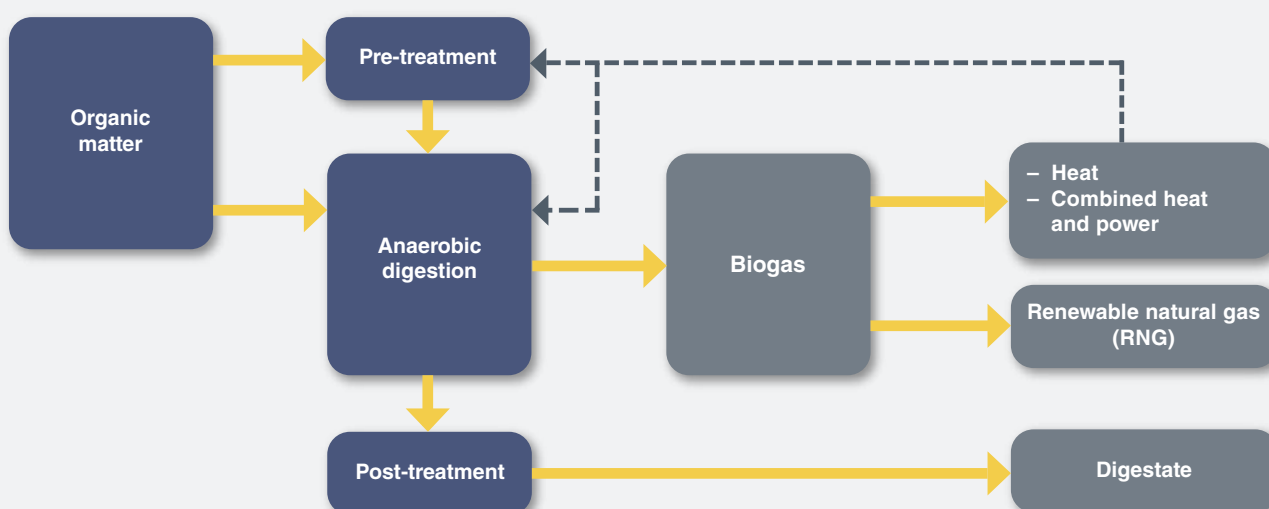 Pre-treatment
Organic
matter
– Heat
– Combined heat
and power
Anaerobic
digestion
Biogas
Renewable natural gas
(RNG)
Post-treatment
Digestate